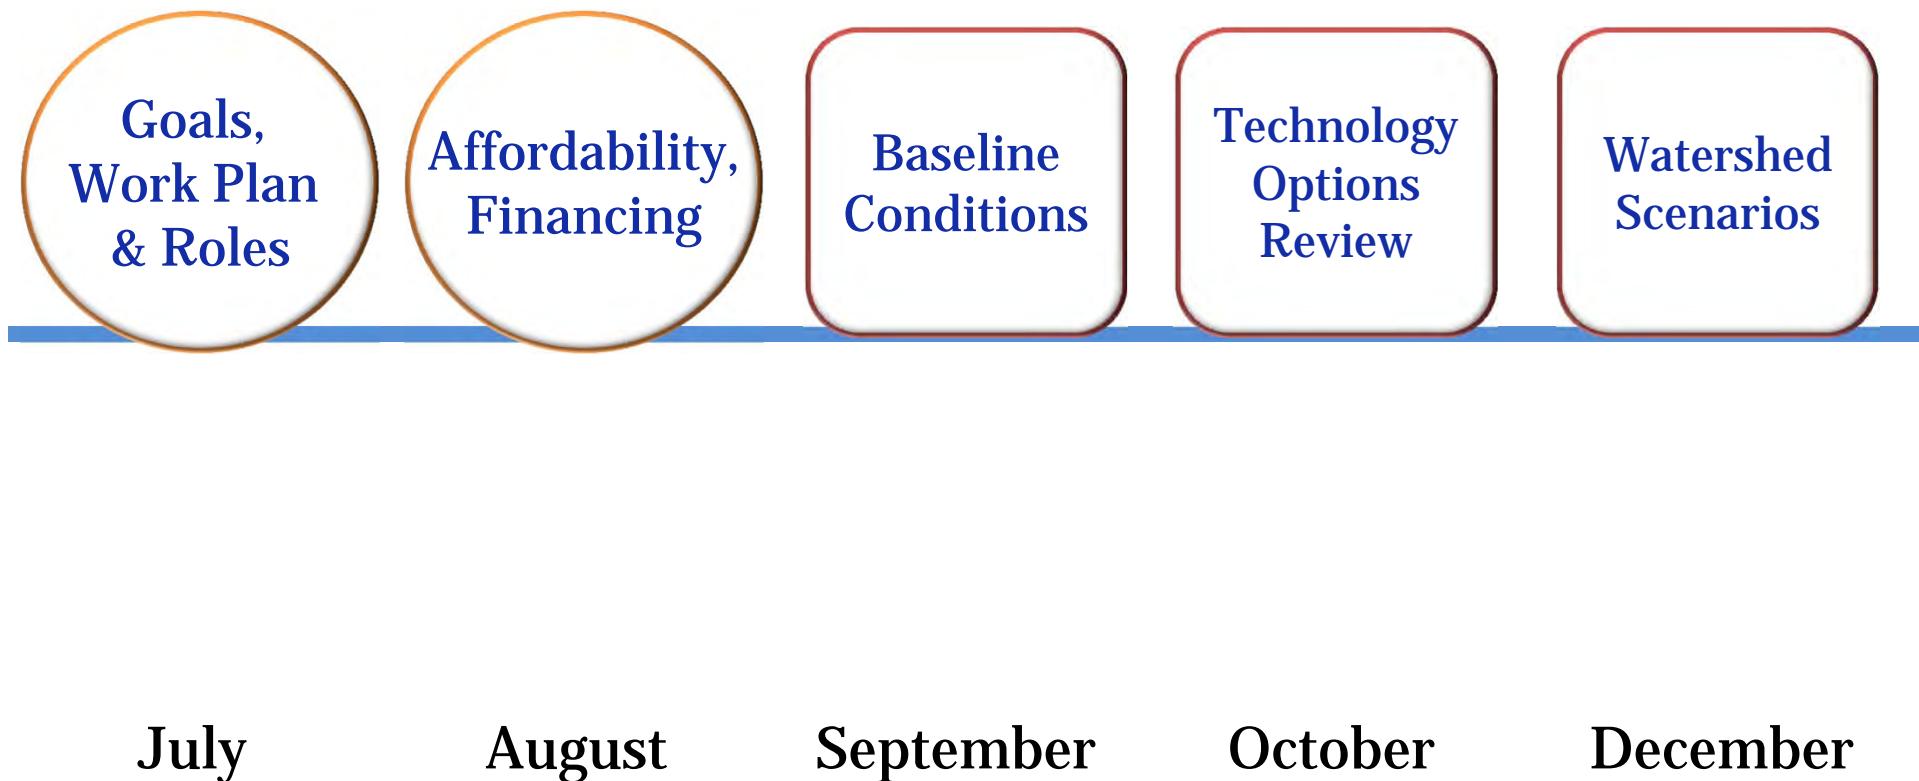 Goals,
Work Plan
& Roles
Affordability,
Financing
Baseline
Conditions
Technology
Options
Review
Watershed
Scenarios
July
August
September
October
December